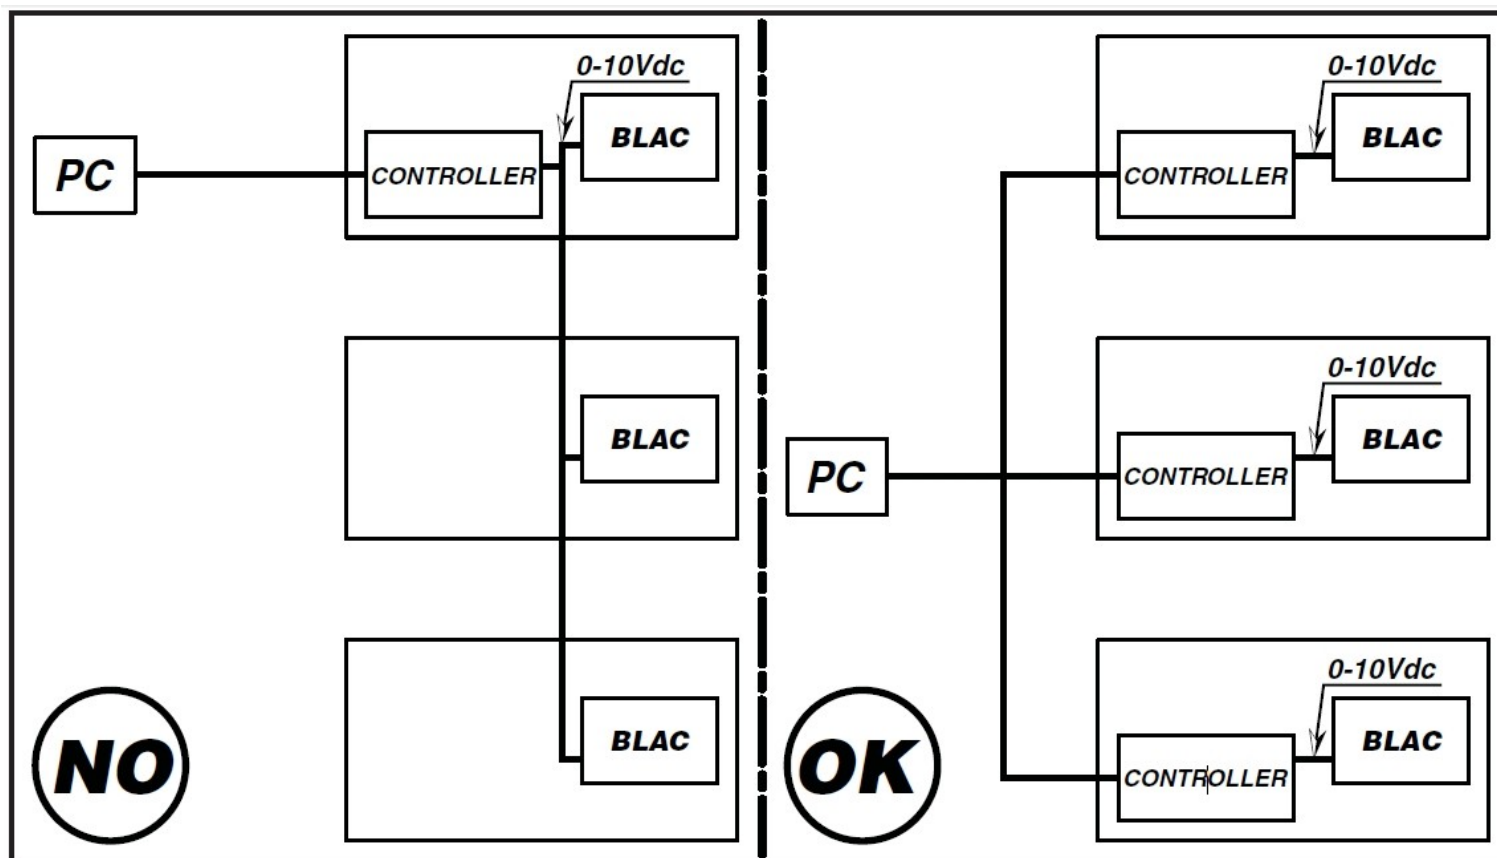 0-10Vdc
BLAC
PC
CONTROLLER
BLAC
BLAC
NO
0-10Vdc
BLAC
CONTROLLER
0-10Vdc
BLAC
PC
CONTROLLER
0-10Vdc
BLAC
CONTROLLER
OK